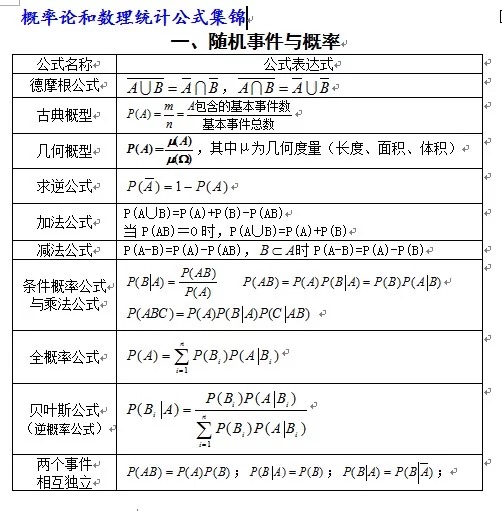 概率论和数理统计公式集锦
一、随机事件与概率
公式名称 公式表达式
德摩根公式 $\overline{A\bigcup B}=\overline{A}\bigcap\overline{B}$，$\overline{A\bigcap B}=\overline{A}\bigcup\overline{B}$
古典概型 $P(A)=\frac{m}{n}=\frac{A包含的基本事件数}{基本事件总数}$
几何概型 $P(A)=\frac{\mu(A)}{\mu(\Omega)}$，其中μ为几何度量（长度、面积、体积）
求逆公式 $P(\overline{A})=1-P(A)$
加法公式 P(A∪B)=P(A)+P(B)-P(AB)
当 P(AB)＝0 时，P(A∪B)=P(A)+P(B)
减法公式 P(A-B)=P(A)-P(AB)，$B\subset A$时 P(A-B)=P(A)-P(B)
条件概率公式
与乘法公式 $P(B|A)=\frac{P(AB)}{P(A)}$ $P(AB)=P(A)P(B|A)=P(B)P(A|B)$
$P(ABC)=P(A)P(B|A)P(C|AB)$
全概率公式 $P(A)=\sum_{i=1}^{n}P(B_i)P(A|B_i)$
贝叶斯公式
（逆概率公式） $P(B_i|A)=\frac{P(B_i)P(A|B_i)}{\sum_{i=1}^{n}P(B_i)P(A|B_i)}$
两个事件
相互独立 $P(AB)=P(A)P(B)$；$P(B|A)=P(B)$；$P(B|A)=P(B|\overline{A})$；